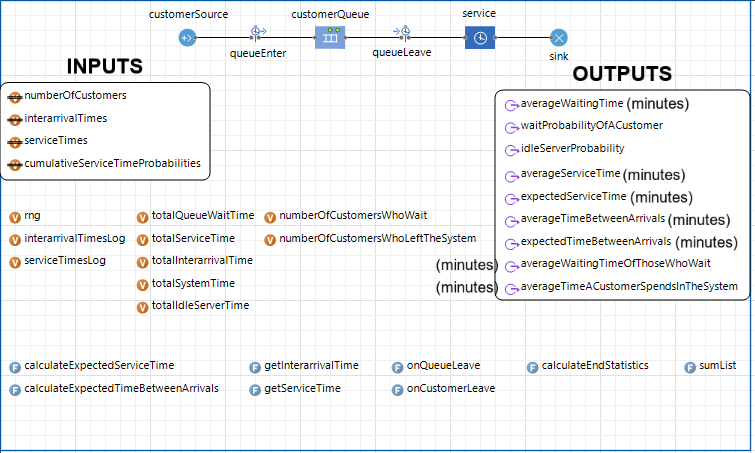 customerSource
customerQueue
service
queueEnter
queueLeave
sink
INPUTS
numberOfCustomers
interarrivalTimes
serviceTimes
cumulativeServiceTimeProbabilities
OUTPUTS
averageWaitingTime (minutes)
waitProbabilityOfACustomer
idleServerProbability
averageServiceTime (minutes)
expectedServiceTime (minutes)
averageTimeBetweenArrivals (minutes)
expectedTimeBetweenArrivals (minutes)
(minutes) averageWaitingTimeOfThoseWhoWait
(minutes) averageTimeACustomerSpendsInTheSystem
V rng
V totalQueueWaitTime
V numberOfCustomersWhoWait
V interarrivalTimesLog
V totalServiceTime
V numberOfCustomersWhoLeftTheSystem
V serviceTimesLog
V totalInterarrivalTime
V totalSystemTime
V totalIdleServerTime
F calculateExpectedServiceTime
F getInterarrivalTime
F onQueueLeave
F calculateEndStatistics
F sumList
F calculateExpectedTimeBetweenArrivals
F getServiceTime
F onCustomerLeave